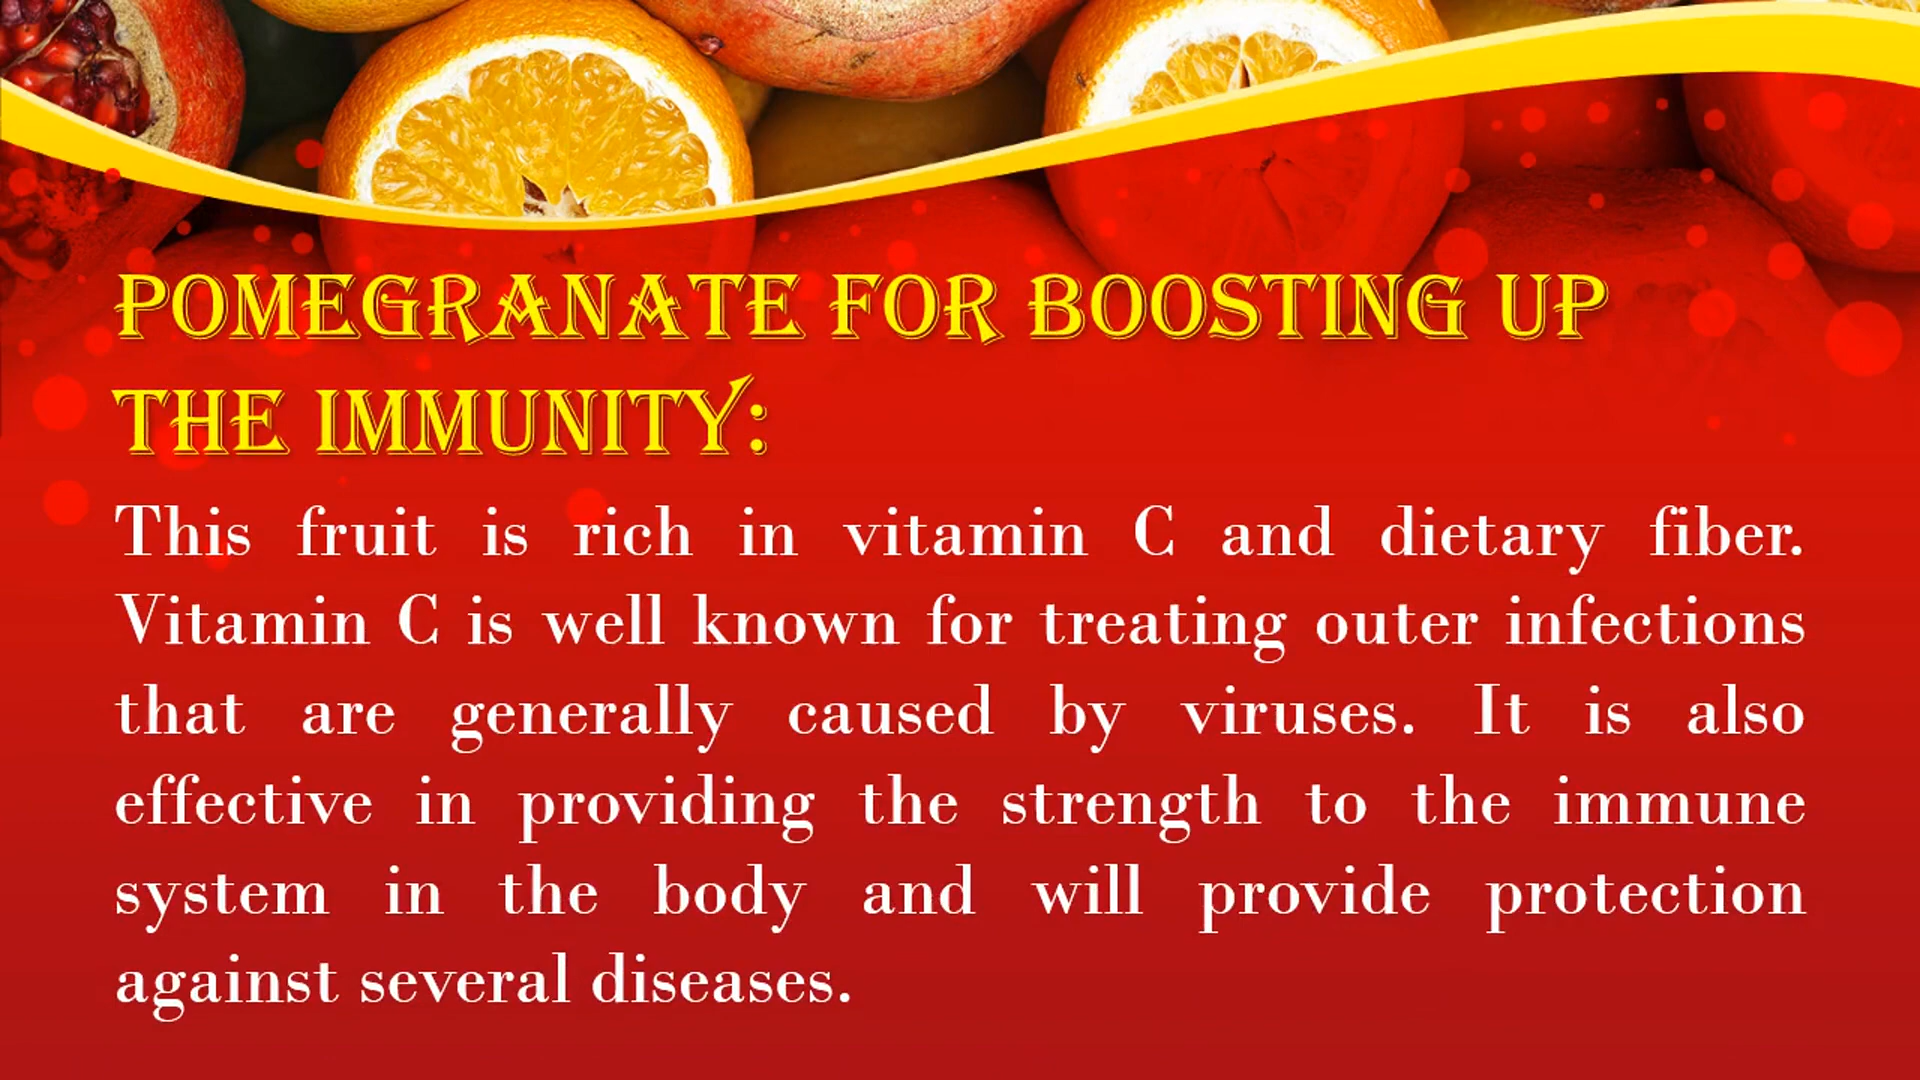 POMEGRANATE FOR BOOSTING UP
THE IMMUNITY:
This fruit is rich in vitamin C and dietary fiber.
Vitamin C is well known for treating outer infections
that are generally caused by viruses. It is also
effective in providing the strength to the immune
system in the body and will provide protection
against several diseases.